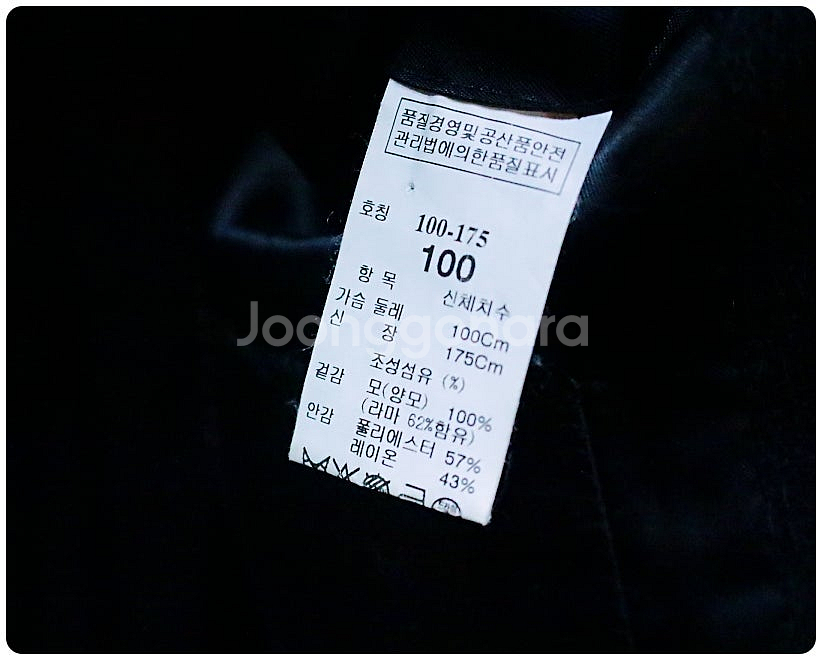 품질경영및공산품안전
관리법에의한품질표시
호칭 100-175
100
항 목 신체치수
가슴 둘레 100Cm
신 장 175Cm
조성섬유 (%)
겉감 모(양모) 100%
(라마 62%함유)
안감 폴리에스터 57%
레이온 43%
Joonggonara